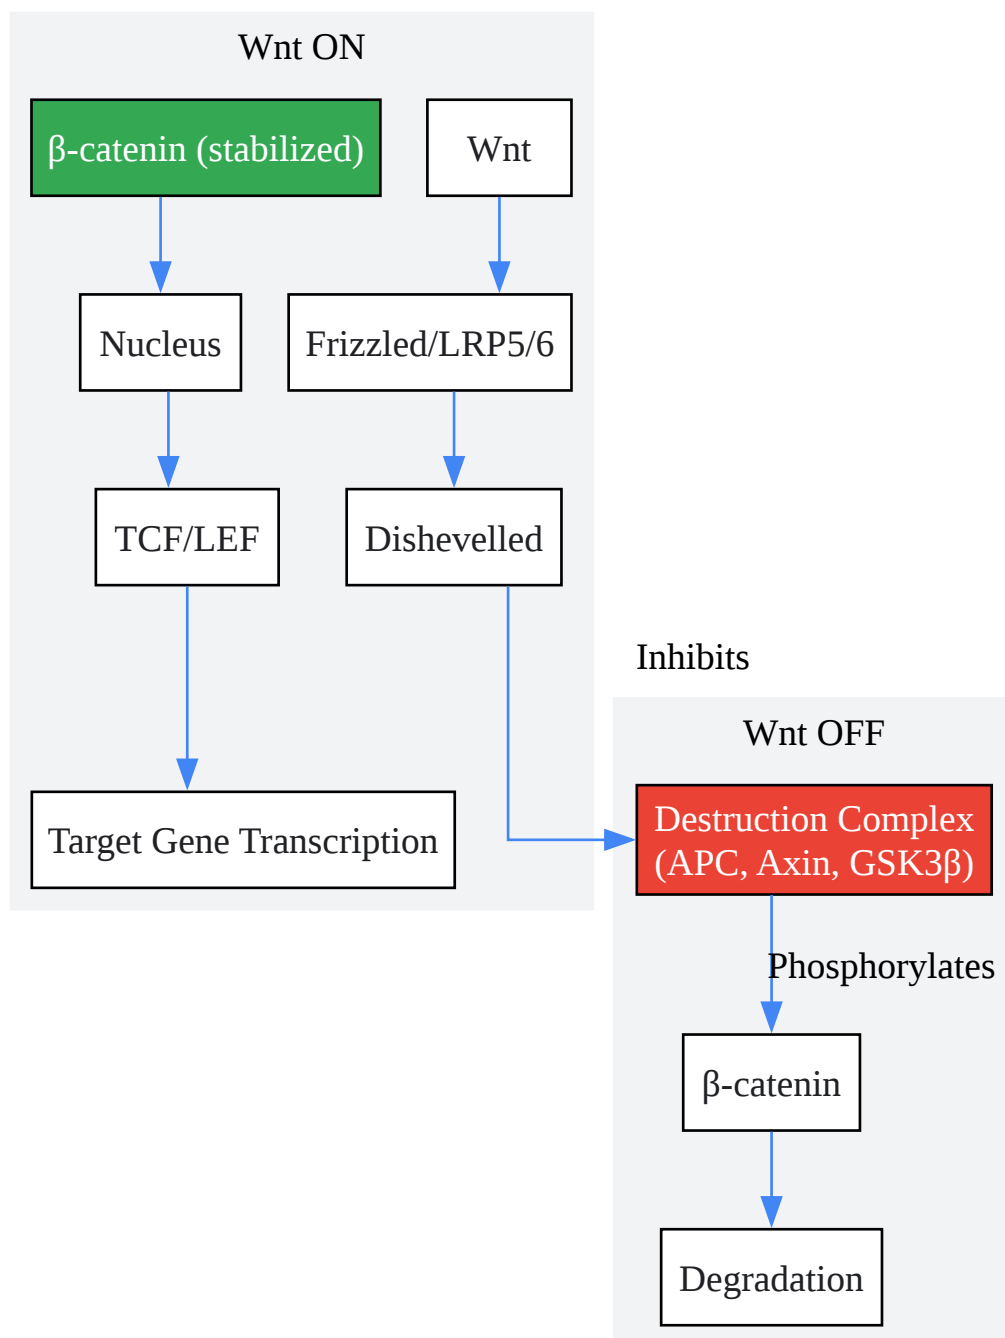 Wnt ON
β-catenin (stabilized)
Wnt
Nucleus
Frizzled/LRP5/6
TCF/LEF
Dishevelled
Target Gene Transcription
Inhibits
Wnt OFF
Destruction Complex
(APC, Axin, GSK3β)
Phosphorylates
β-catenin
Degradation